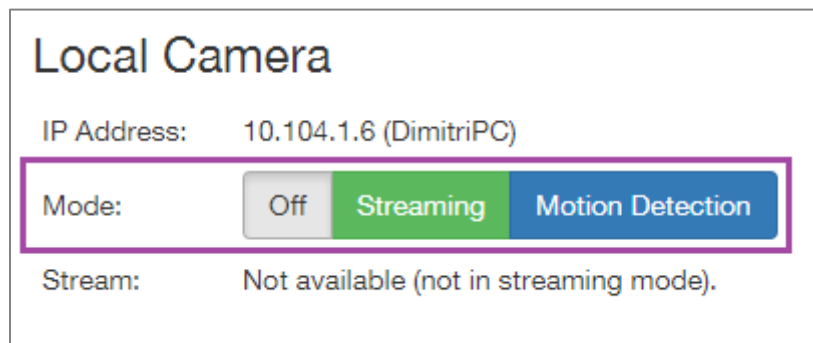 Local Camera
IP Address: 10.104.1.6 (DimitriPC)
Mode: Off Streaming Motion Detection
Stream: Not available (not in streaming mode).